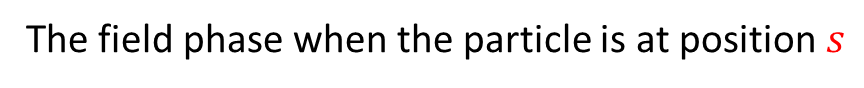 The field phase when the particle is at position s